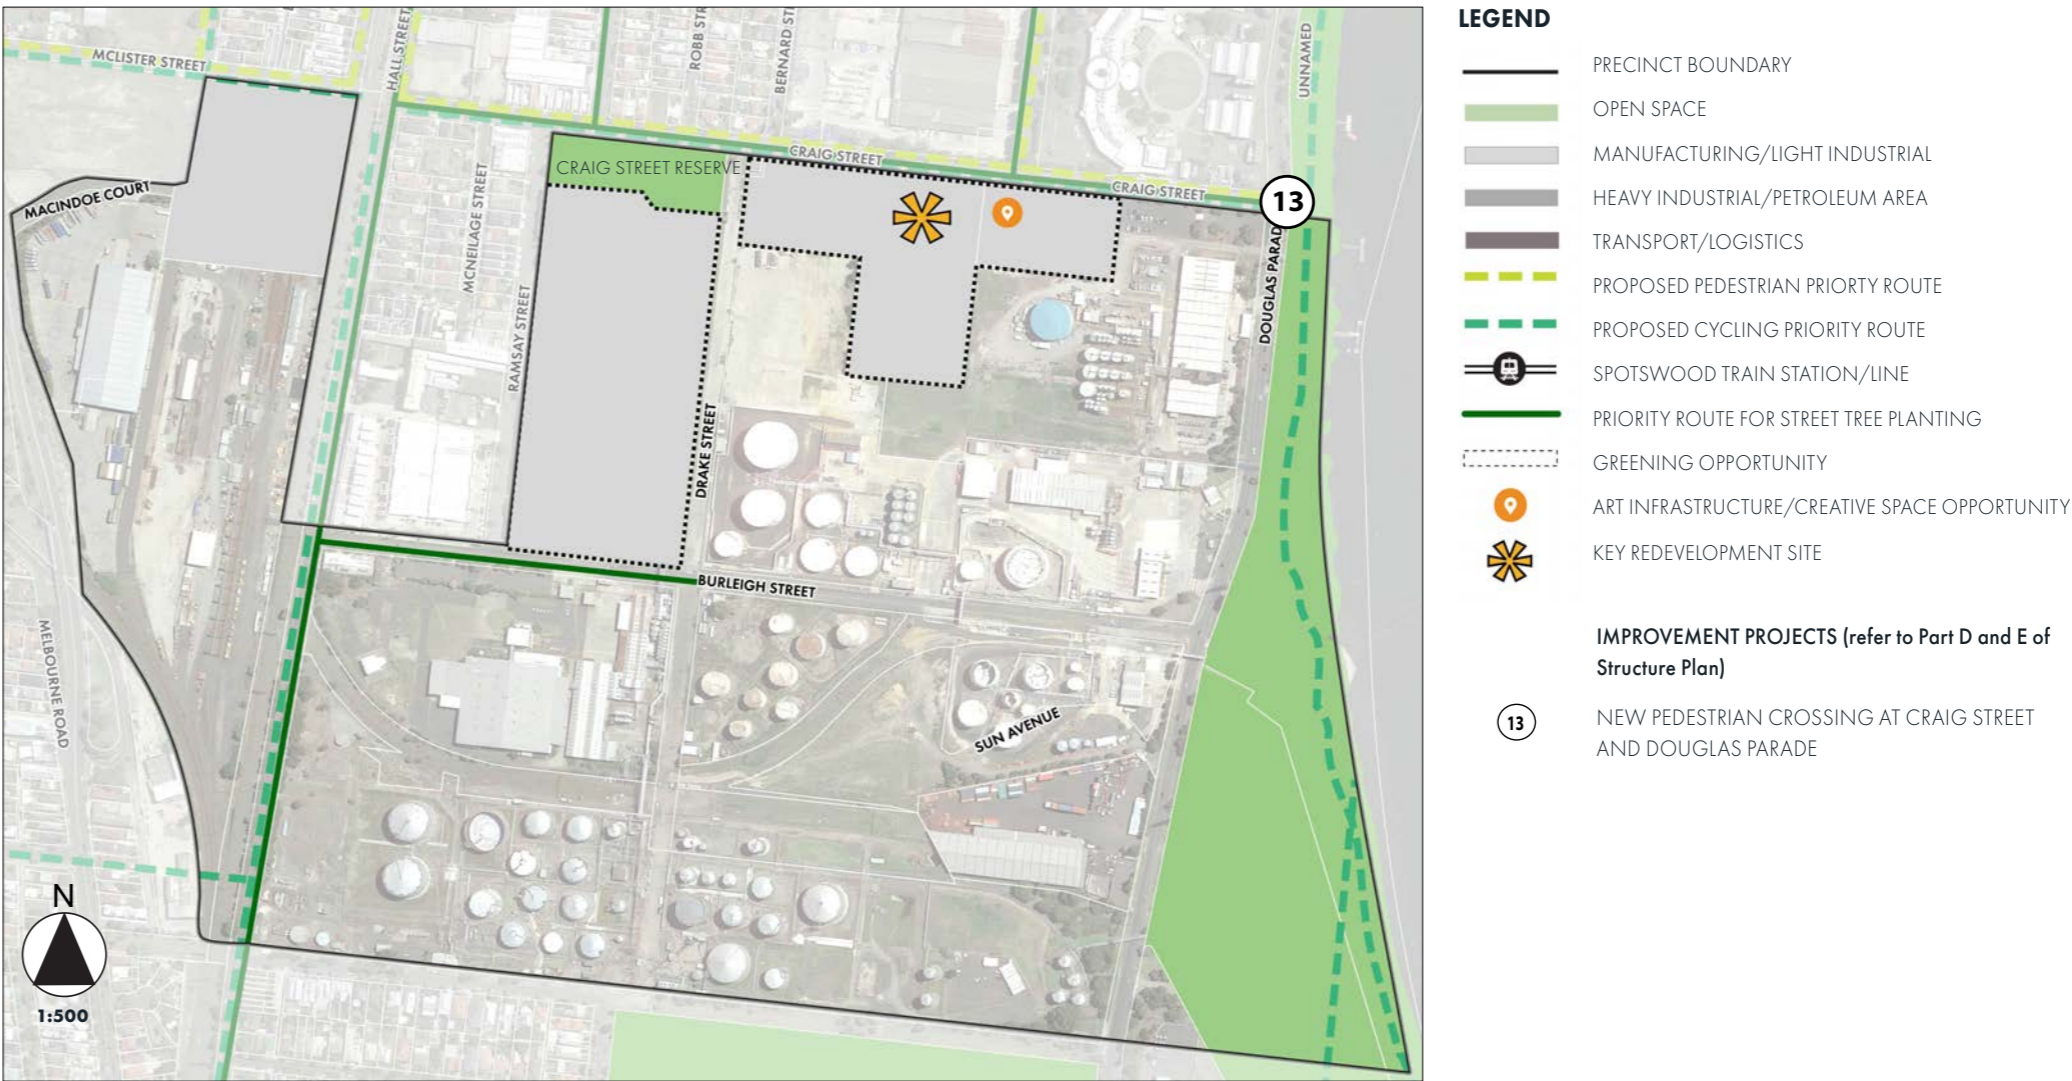 MCLISTER STREET
HALL STREET
ROBB STR
BERNARD ST
UNNAMED
CRAIG STREET
CRAIG STREET RESERVE
CRAIG STREET
13
MACINDOE COURT
MCNEILAGE STREET
RAMSAY STREET
DOUGLAS PARAD
DRAKE STREET
BURLEIGH STREET
MELBOURNE ROAD
SUN AVENUE
N
1:500
LEGEND
PRECINCT BOUNDARY
OPEN SPACE
MANUFACTURING/LIGHT INDUSTRIAL
HEAVY INDUSTRIAL/PETROLEUM AREA
TRANSPORT/LOGISTICS
PROPOSED PEDESTRIAN PRIORTY ROUTE
PROPOSED CYCLING PRIORITY ROUTE
SPOTSWOOD TRAIN STATION/LINE
PRIORITY ROUTE FOR STREET TREE PLANTING
GREENING OPPORTUNITY
ART INFRASTRUCTURE/CREATIVE SPACE OPPORTUNITY
KEY REDEVELOPMENT SITE
IMPROVEMENT PROJECTS (refer to Part D and E of
Structure Plan)
13
NEW PEDESTRIAN CROSSING AT CRAIG STREET
AND DOUGLAS PARADE